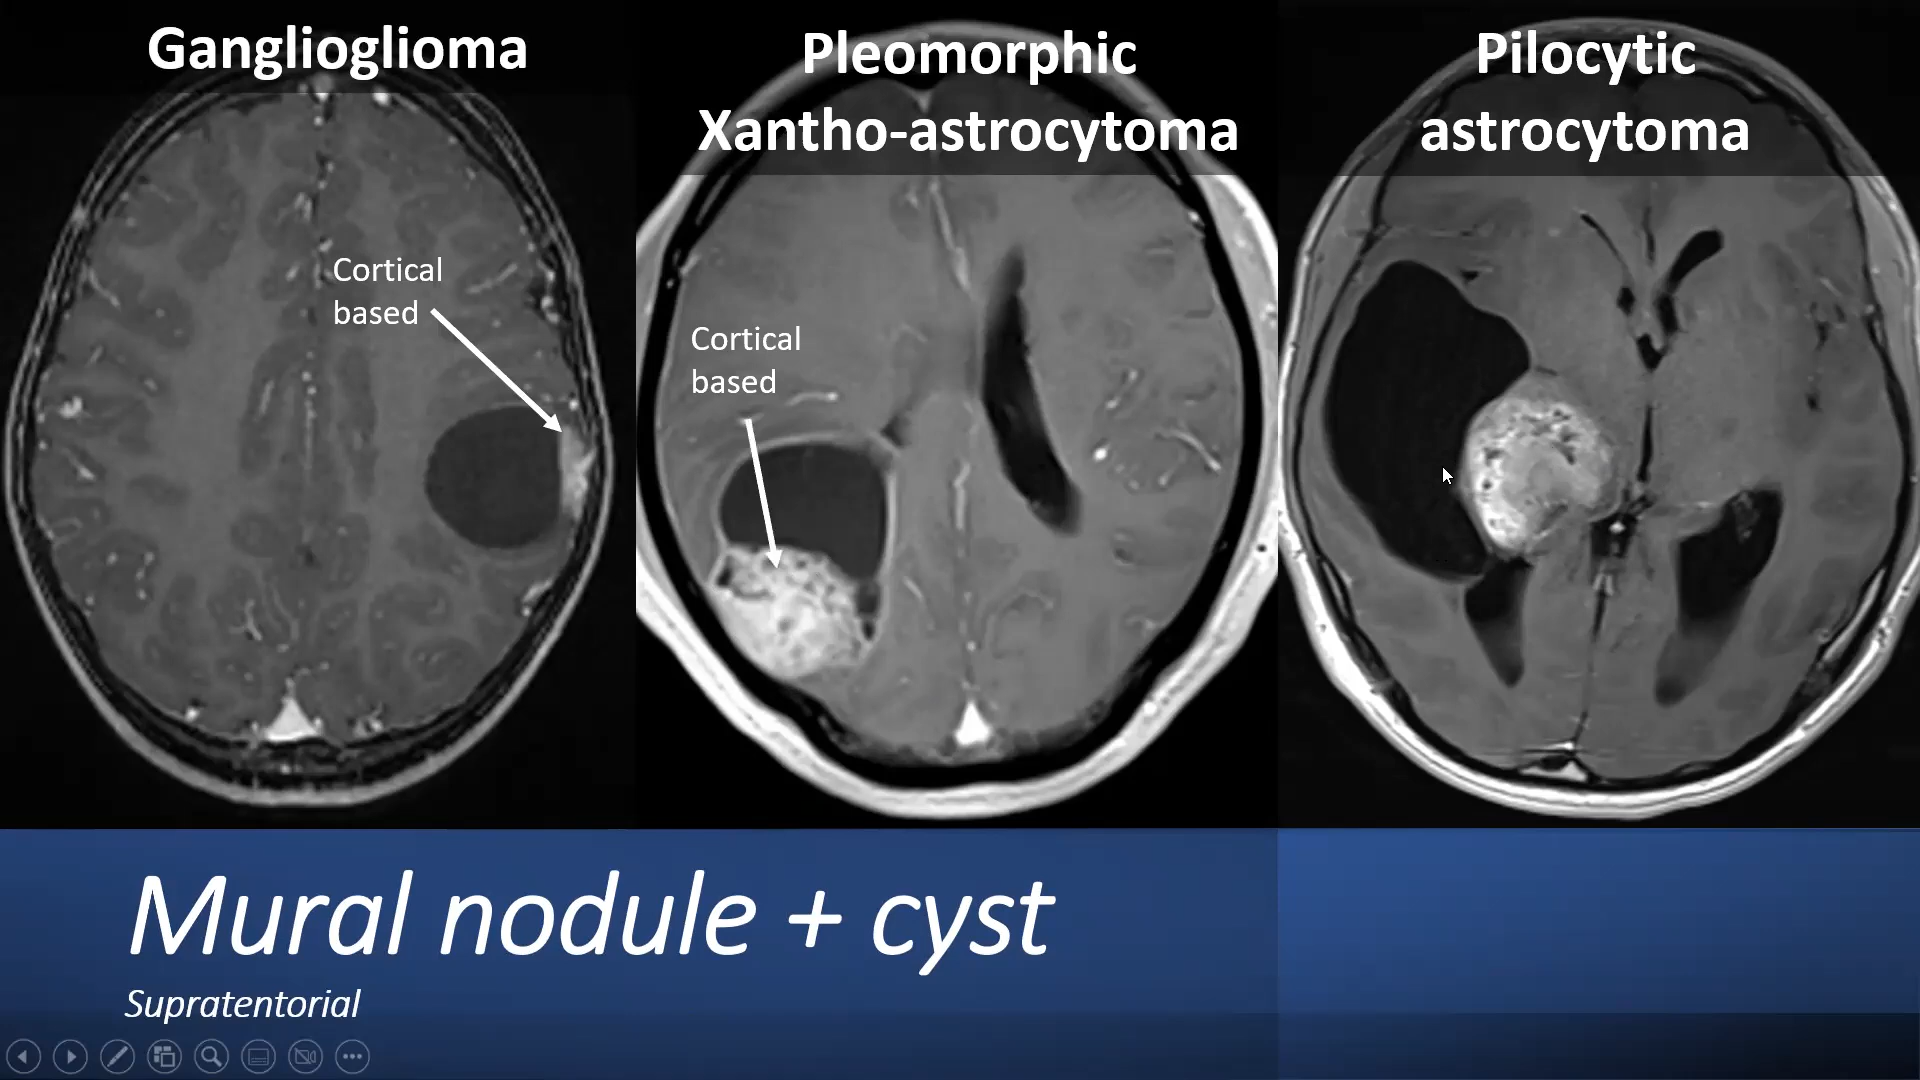 Ganglioglioma
Pleomorphic
Xantho-astrocytoma
Pilocytic
astrocytoma
Cortical
based
Cortical
based
Mural nodule + cyst
Supratentorial